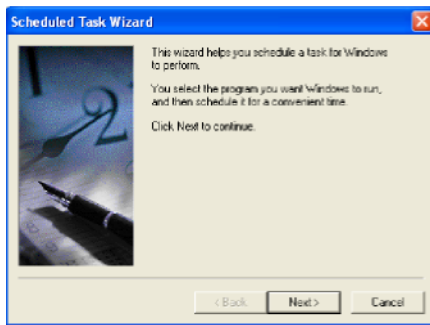 Scheduled Task Wizard
This wizard helps you schedule a task for Windows
to perform.
You select the program you want Windows to run,
and then schedule it for a convenient time.
Click Next to continue.
< Back
Next >
Cancel